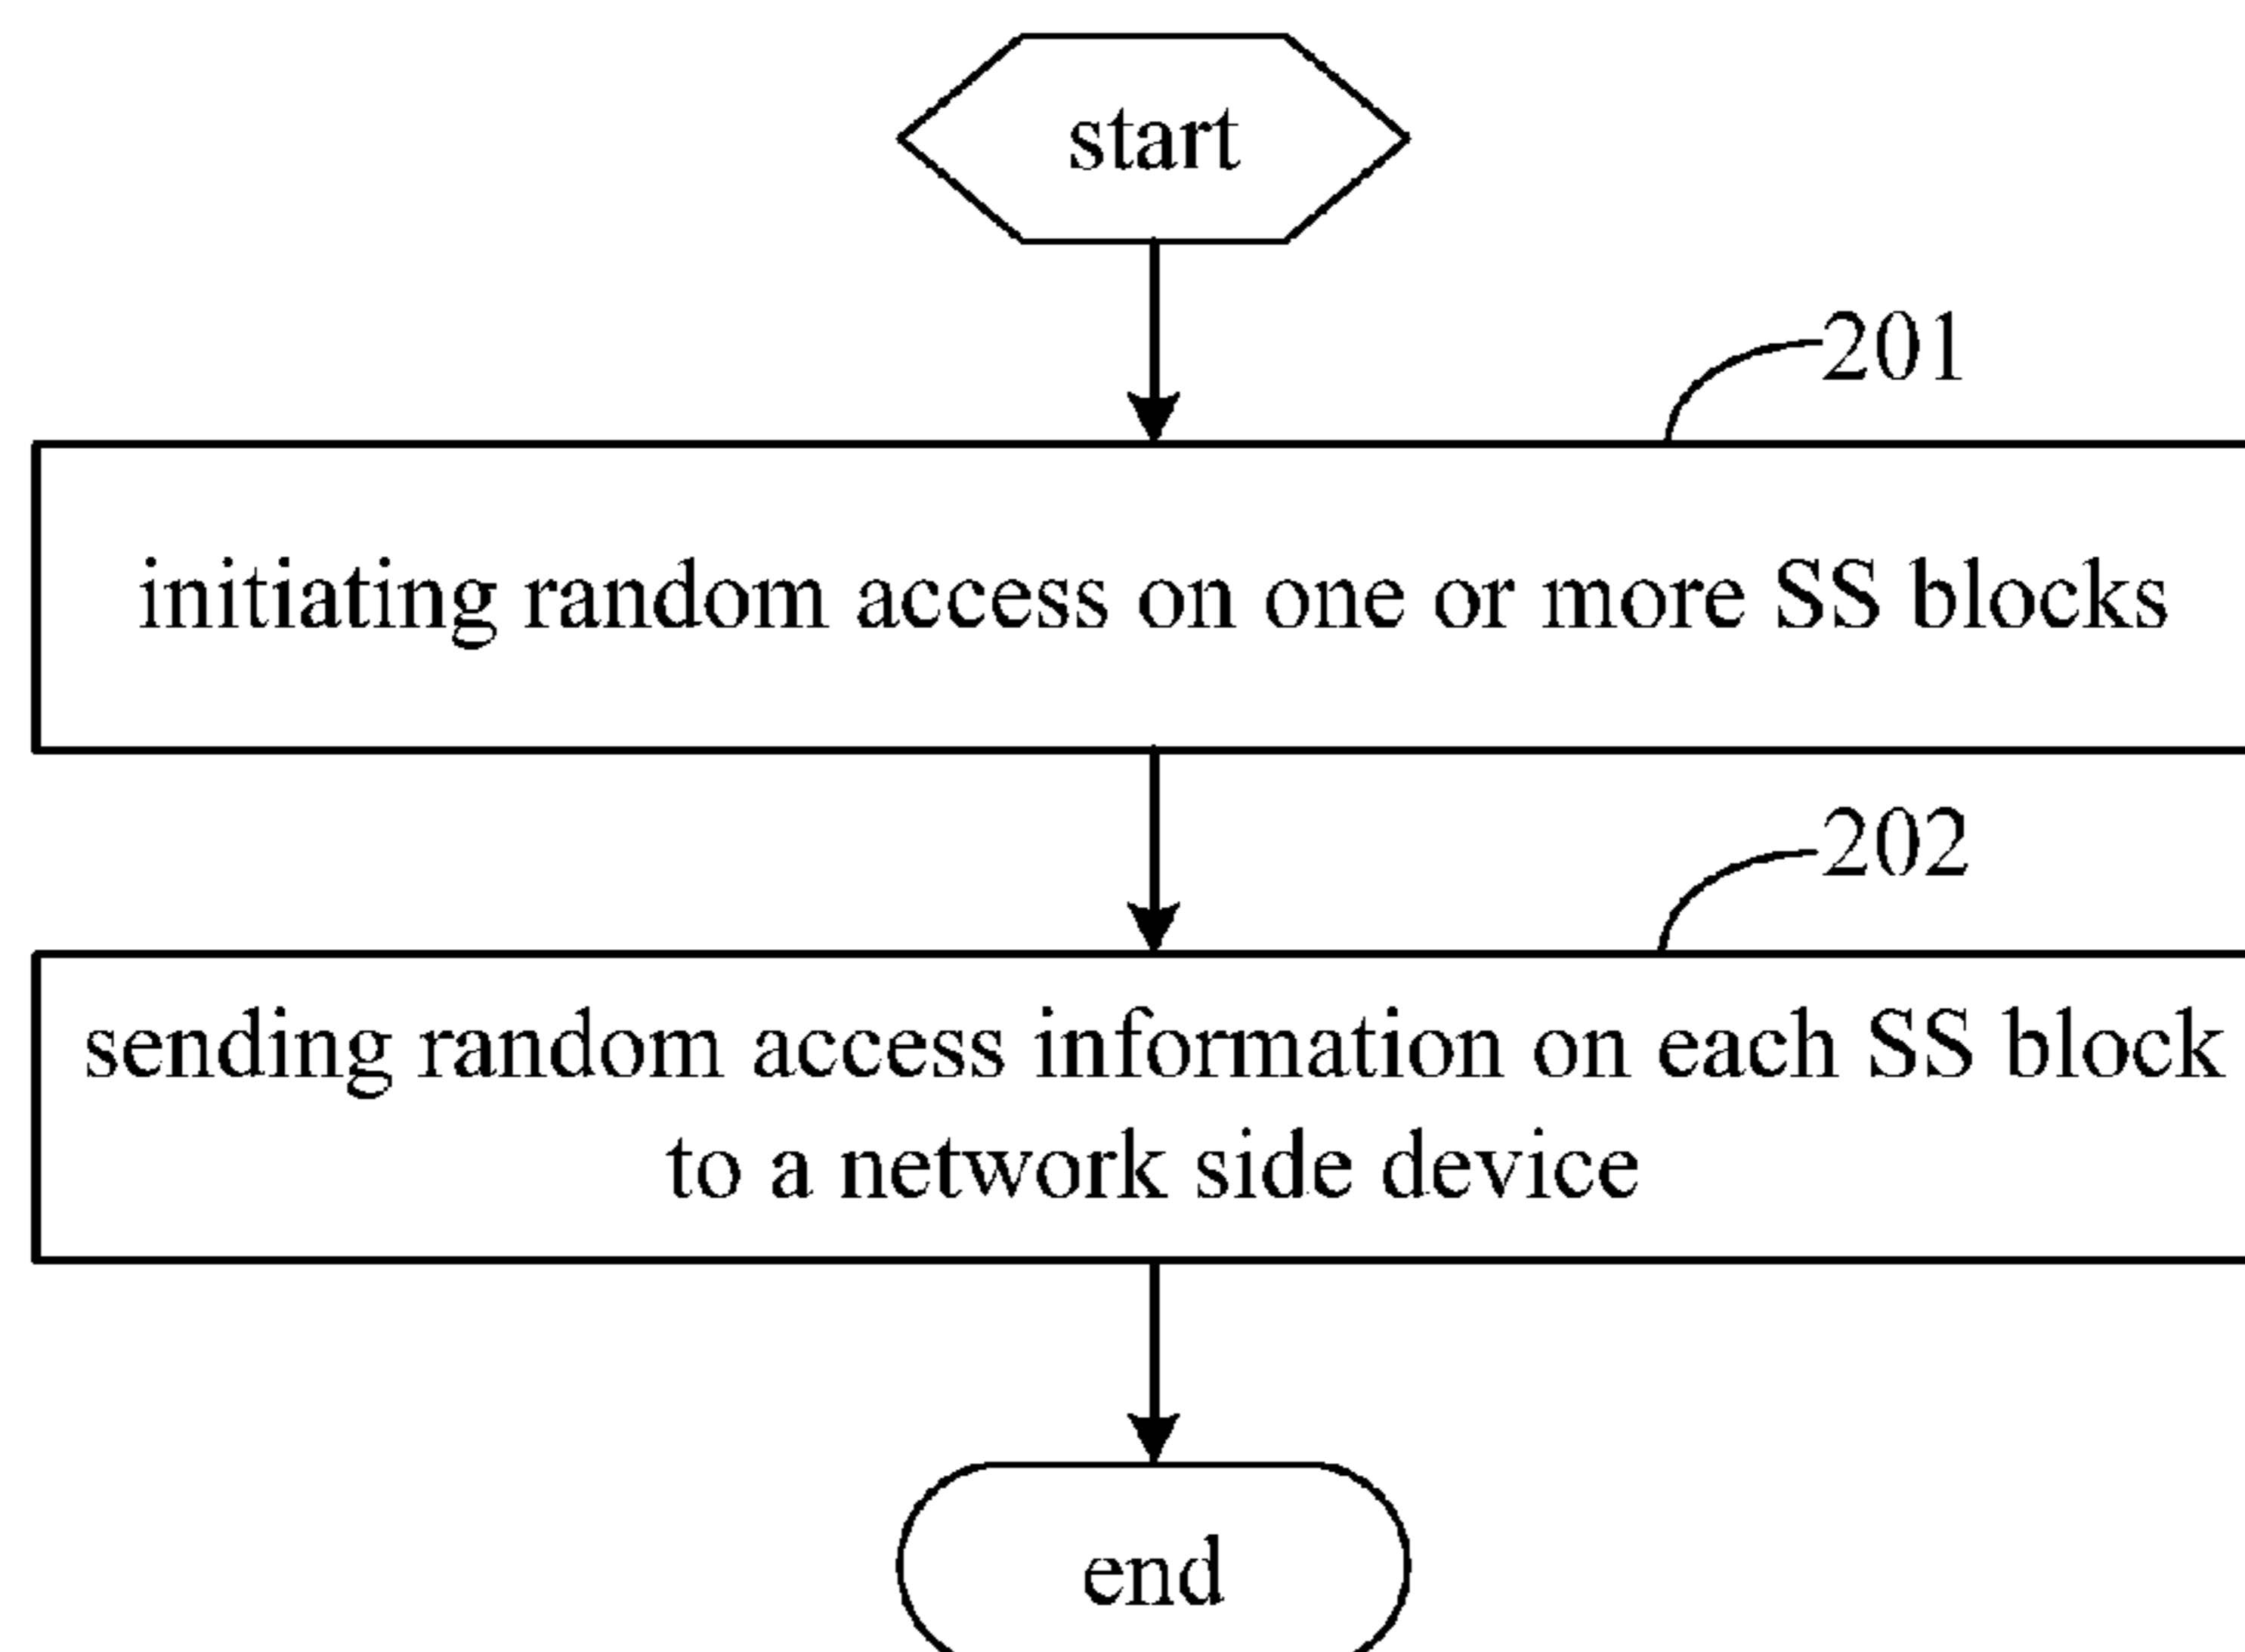 start
201
initiating random access on one or more SS blocks
202
sending random access information on each SS block
to a network side device
end